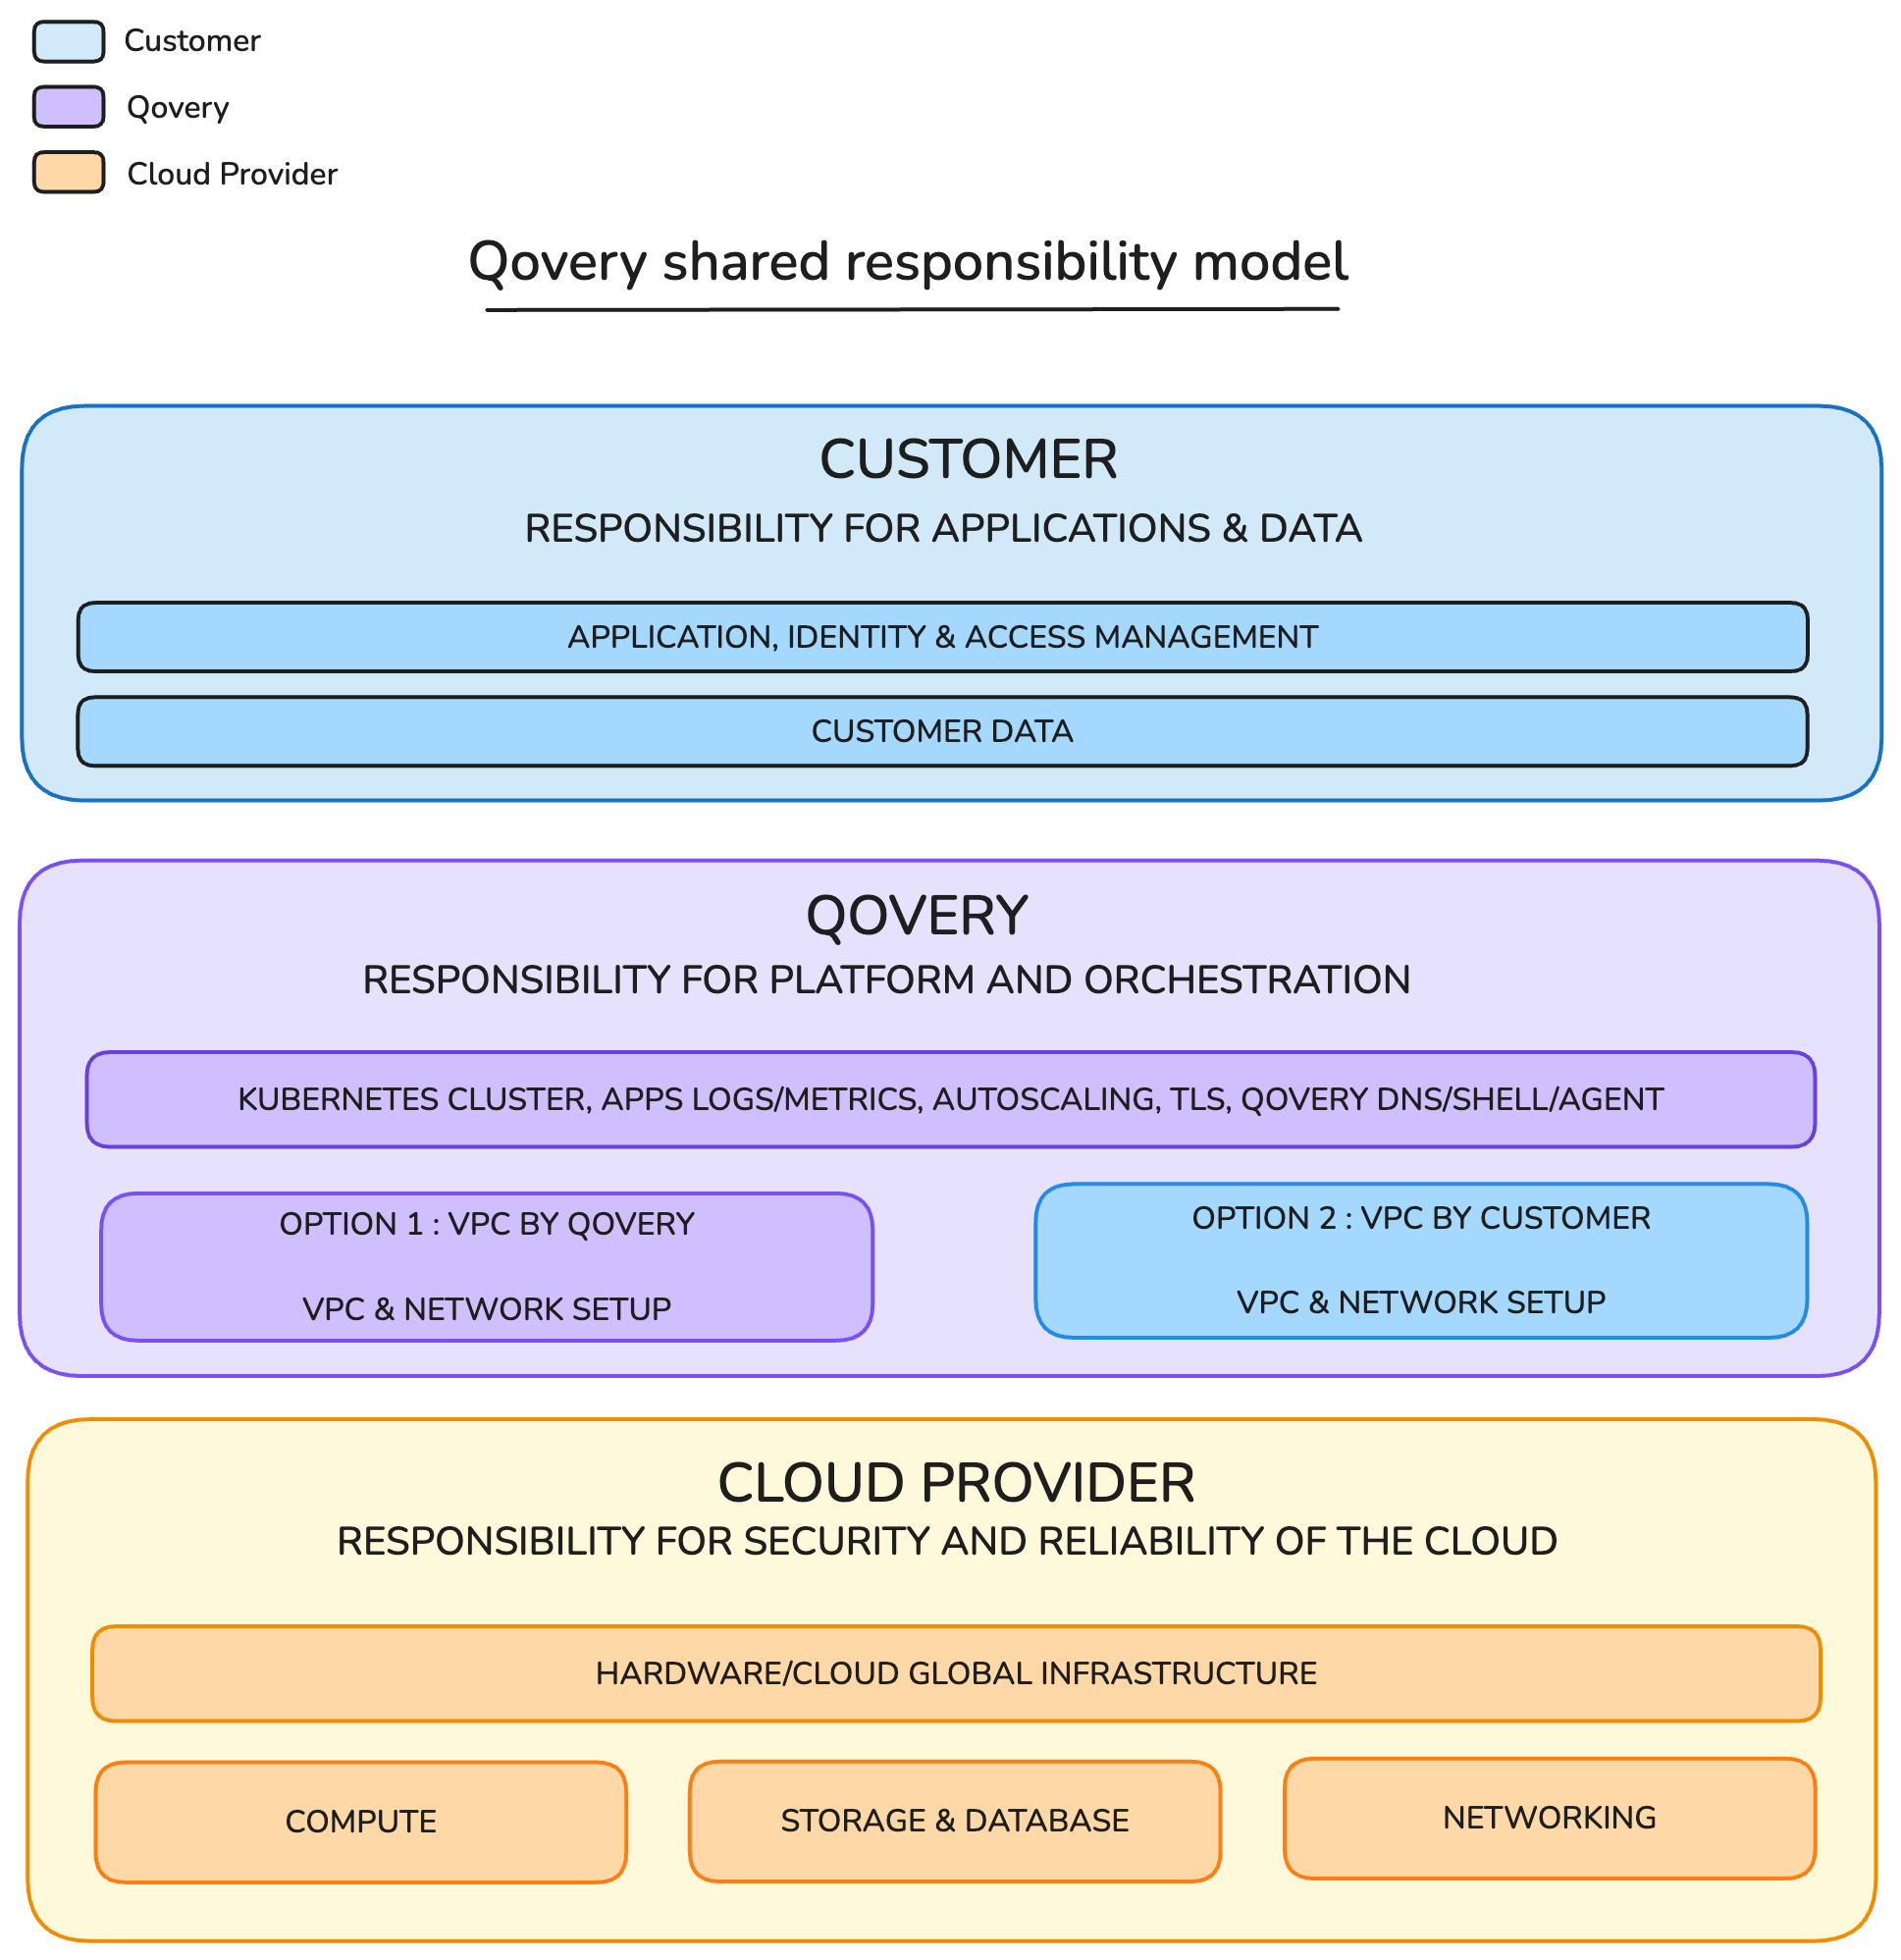 Customer
Qovery
Cloud Provider
Qovery shared responsibility model
CUSTOMER
RESPONSIBILITY FOR APPLICATIONS & DATA
APPLICATION, IDENTITY & ACCESS MANAGEMENT
CUSTOMER DATA
QOVERY
RESPONSIBILITY FOR PLATFORM AND ORCHESTRATION
KUBERNETES CLUSTER, APPS LOGS/METRICS, AUTOSCALING, TLS, QOVERY DNS/SHELL/AGENT
OPTION 1 : VPC BY QOVERY
VPC & NETWORK SETUP
OPTION 2 : VPC BY CUSTOMER
VPC & NETWORK SETUP
CLOUD PROVIDER
RESPONSIBILITY FOR SECURITY AND RELIABILITY OF THE CLOUD
HARDWARE/CLOUD GLOBAL INFRASTRUCTURE
COMPUTE
STORAGE & DATABASE
NETWORKING